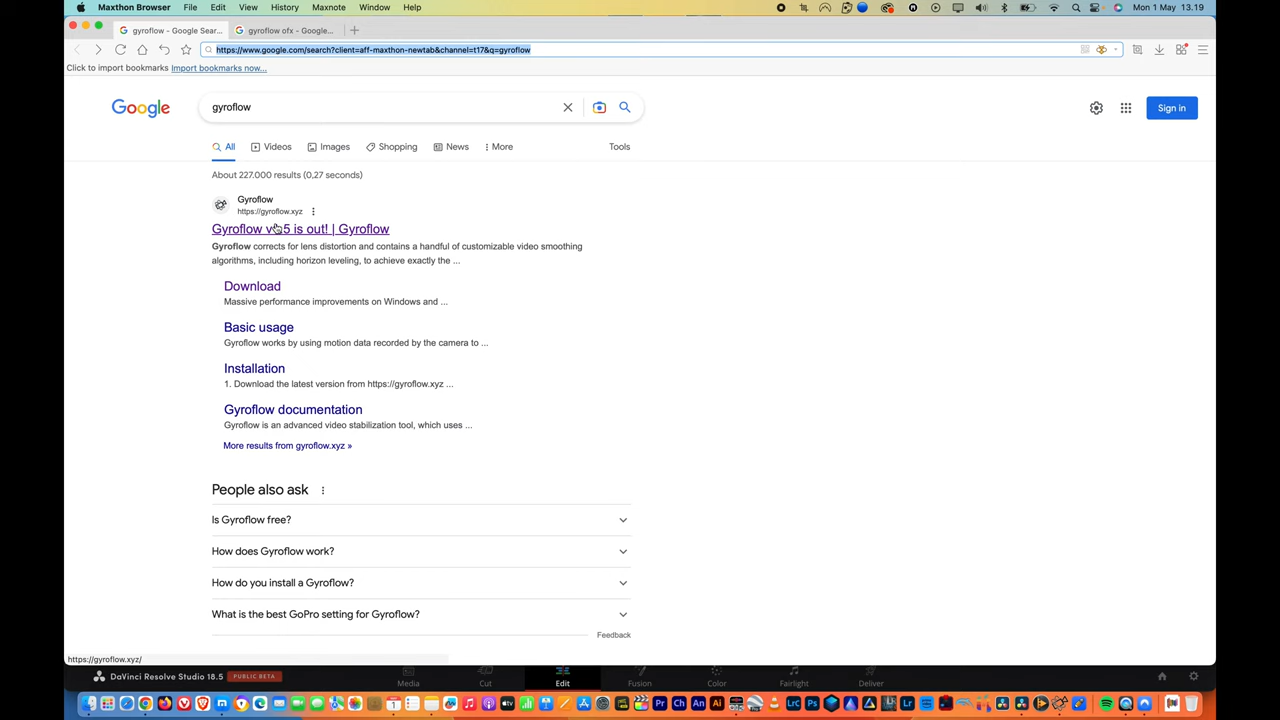 Maxthon Browser File Edit View History Maxnote Window Help Mon 1 May 13.19
gyroflow - Google Sear... gyroflow ofx - Google...
https://www.google.com/search?client=aff-maxthon-newtab&channel=t17&q=gyroflow
Click to import bookmarks Import bookmarks now...
Google gyroflow Sign in
All Videos Images Shopping News More Tools
About 227.000 results (0,27 seconds)
Gyroflow
https://gyroflow.xyz
Gyroflow v1.5 is out! | Gyroflow
Gyroflow corrects for lens distortion and contains a handful of customizable video smoothing
algorithms, including horizon leveling, to achieve exactly the ...
Download
Massive performance improvements on Windows and ...
Basic usage
Gyroflow works by using motion data recorded by the camera to ...
Installation
1. Download the latest version from https://gyroflow.xyz ...
Gyroflow documentation
Gyroflow is an advanced video stabilization tool, which uses ...
More results from gyroflow.xyz »
People also ask
Is Gyroflow free?
How does Gyroflow work?
How do you install a Gyroflow?
What is the best GoPro setting for Gyroflow?
Feedback
https://gyroflow.xyz/
DaVinci Resolve Studio 18.5 PUBLIC BETA Media Cut Edit Fusion Color Fairlight Deliver